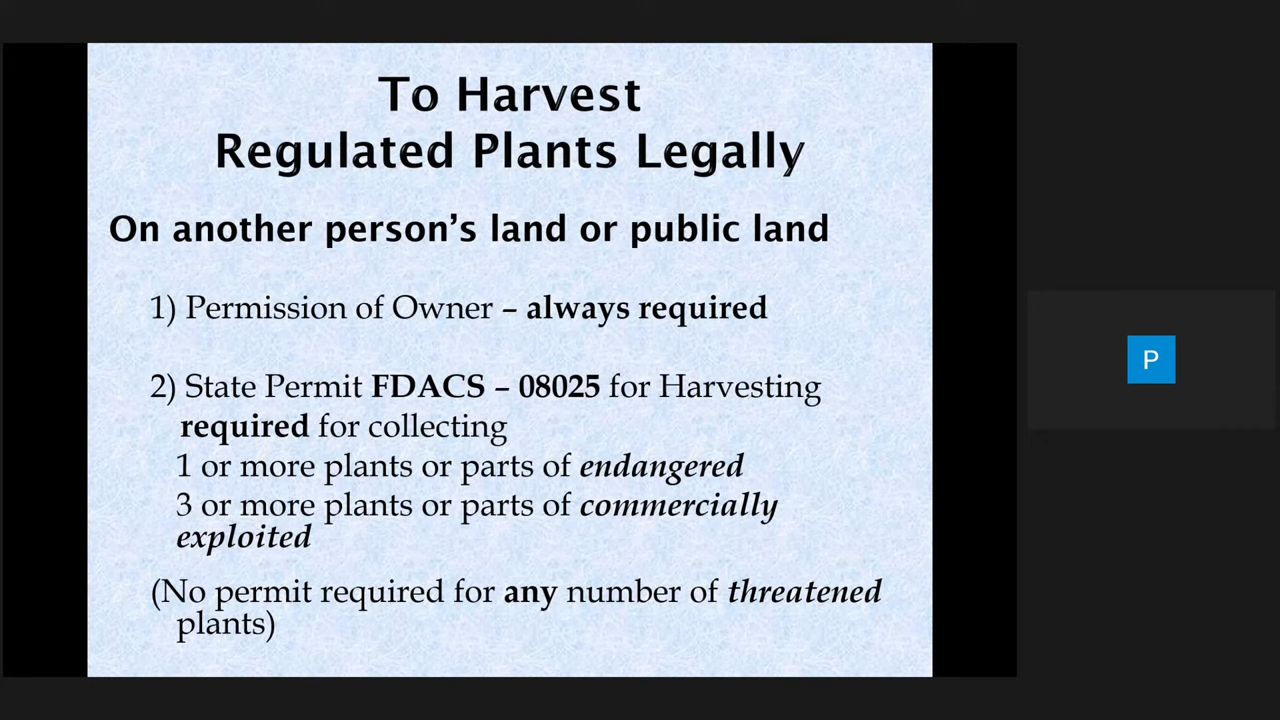 To Harvest
Regulated Plants Legally
On another person’s land or public land
1) Permission of Owner – always required
2) State Permit FDACS – 08025 for Harvesting
required for collecting
1 or more plants or parts of endangered
3 or more plants or parts of commercially
exploited
(No permit required for any number of threatened
plants)
P